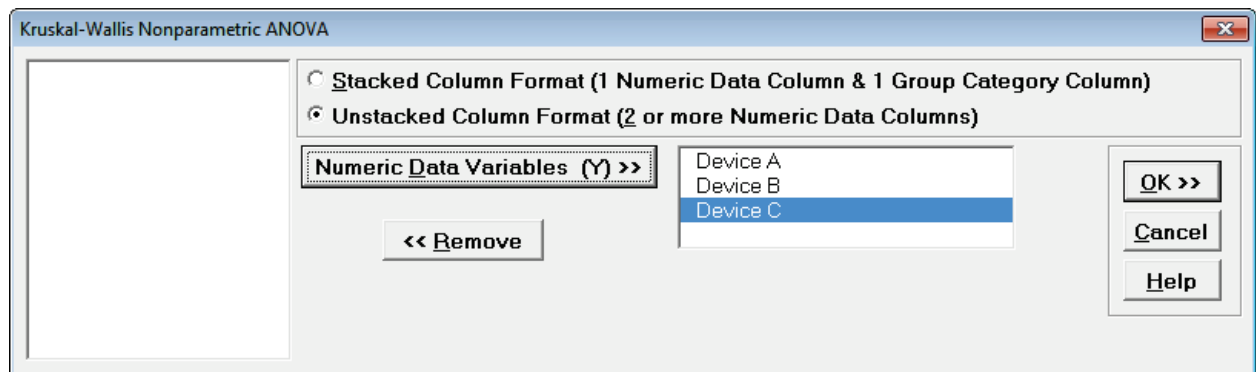 Kruskal-Wallis Nonparametric ANOVA
Stacked Column Format (1 Numeric Data Column & 1 Group Category Column)
Unstacked Column Format (2 or more Numeric Data Columns)
Numeric Data Variables (Y) >>
Device A
Device B
Device C
<< Remove
OK >>
Cancel
Help